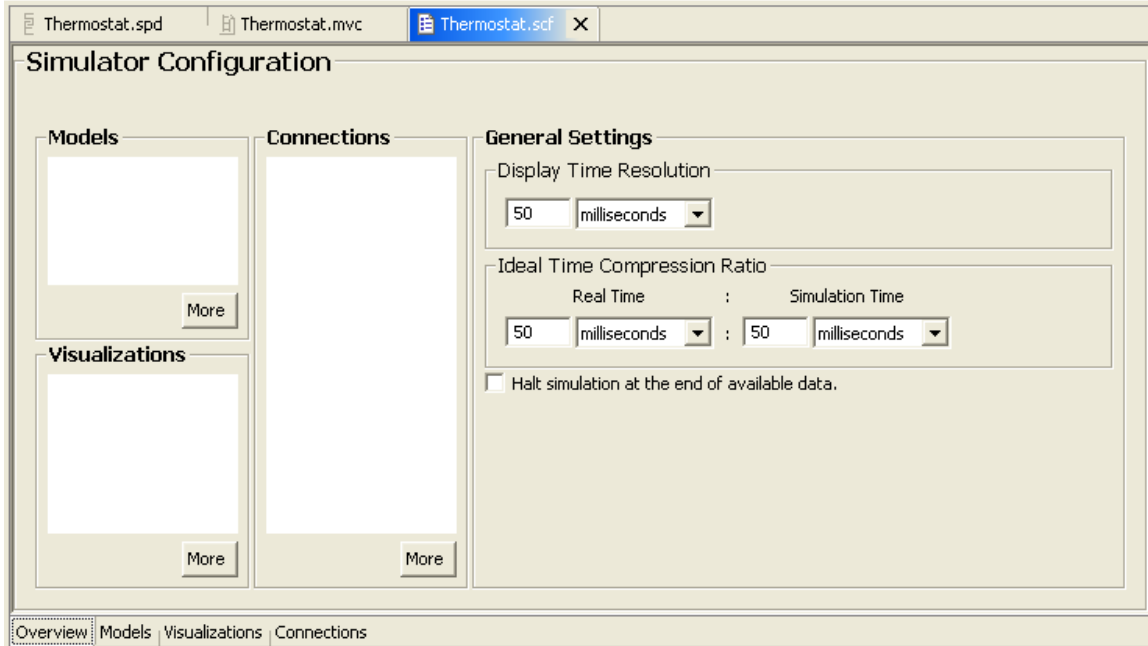 Thermostat.spd Thermostat.mvc Thermostat.scf
Simulator Configuration
Models
More
Visualizations
More
Connections
More
General Settings
Display Time Resolution
50 milliseconds
Ideal Time Compression Ratio
Real Time : Simulation Time
50 milliseconds : 50 milliseconds
Halt simulation at the end of available data.
Overview Models Visualizations Connections